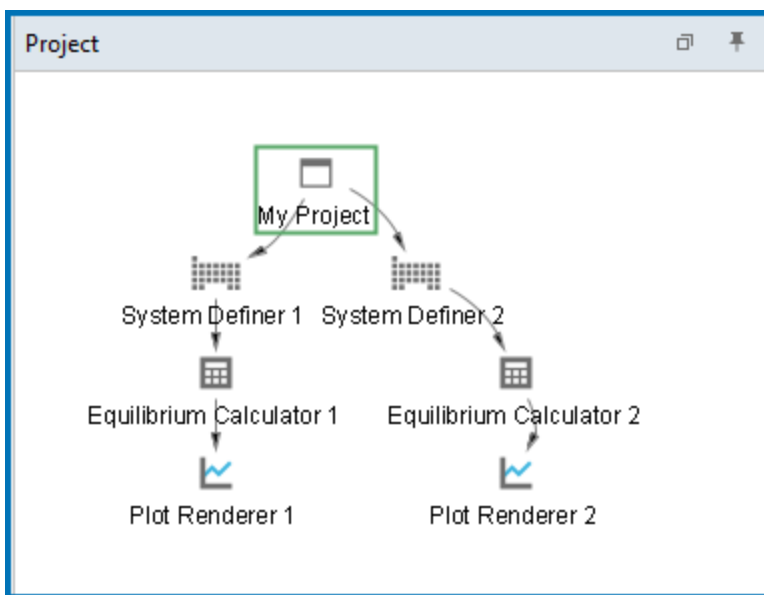 Project
My Project
System Definer 1 System Definer 2
Equilibrium Calculator 1 Equilibrium Calculator 2
Plot Renderer 1 Plot Renderer 2